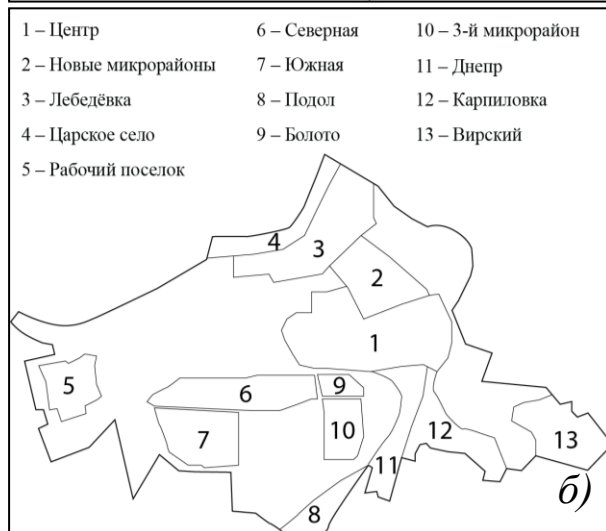 1 – Центр
2 – Новые микрорайоны
3 – Лебедёвка
4 – Царское село
5 – Рабочий поселок
6 – Северная
7 – Южная
8 – Подол
9 – Болото
10 – 3-й микрорайон
11 – Днепр
12 – Карпиловка
13 – Вирский
4
3
2
1
5
6
9
7
10
12
13
11
8
б)